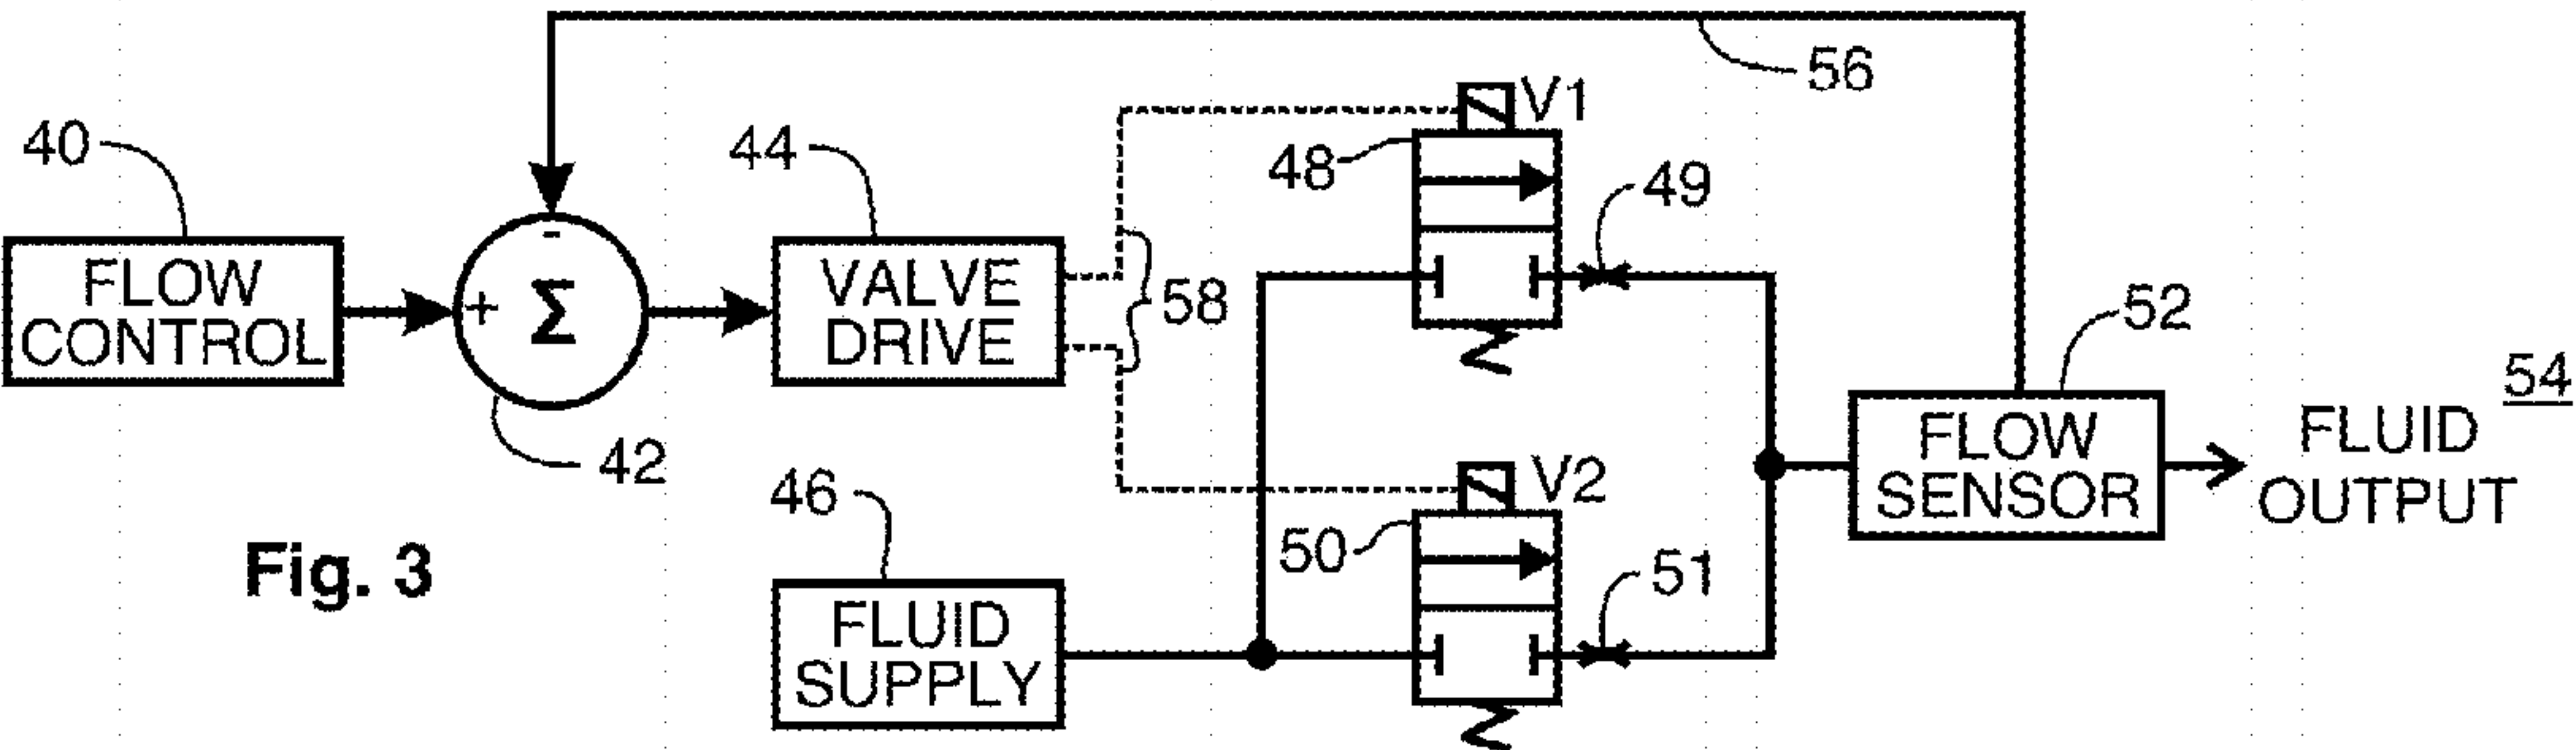 56
V1
40
44
48
49
FLOW
CONTROL
+
-
Σ
VALVE
DRIVE
58
52
54
42
46
V2
FLOW
SENSOR
FLUID
OUTPUT
50
51
Fig. 3
FLUID
SUPPLY